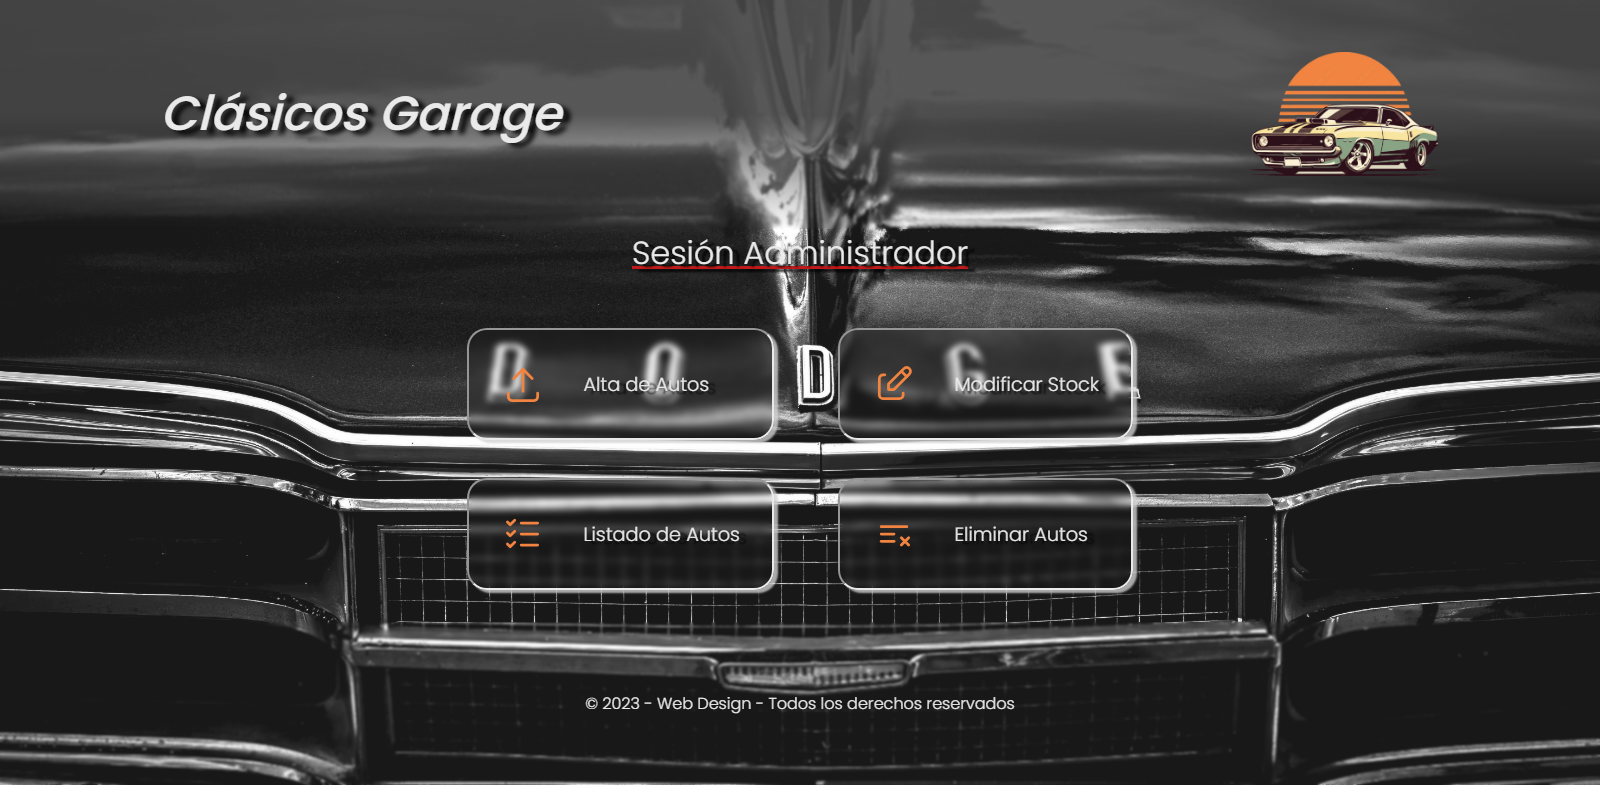 Clásicos Garage
Sesión Administrador
D O D G E
Alta de Autos
Modificar Stock
Listado de Autos
Eliminar Autos
© 2023 - Web Design - Todos los derechos reservados